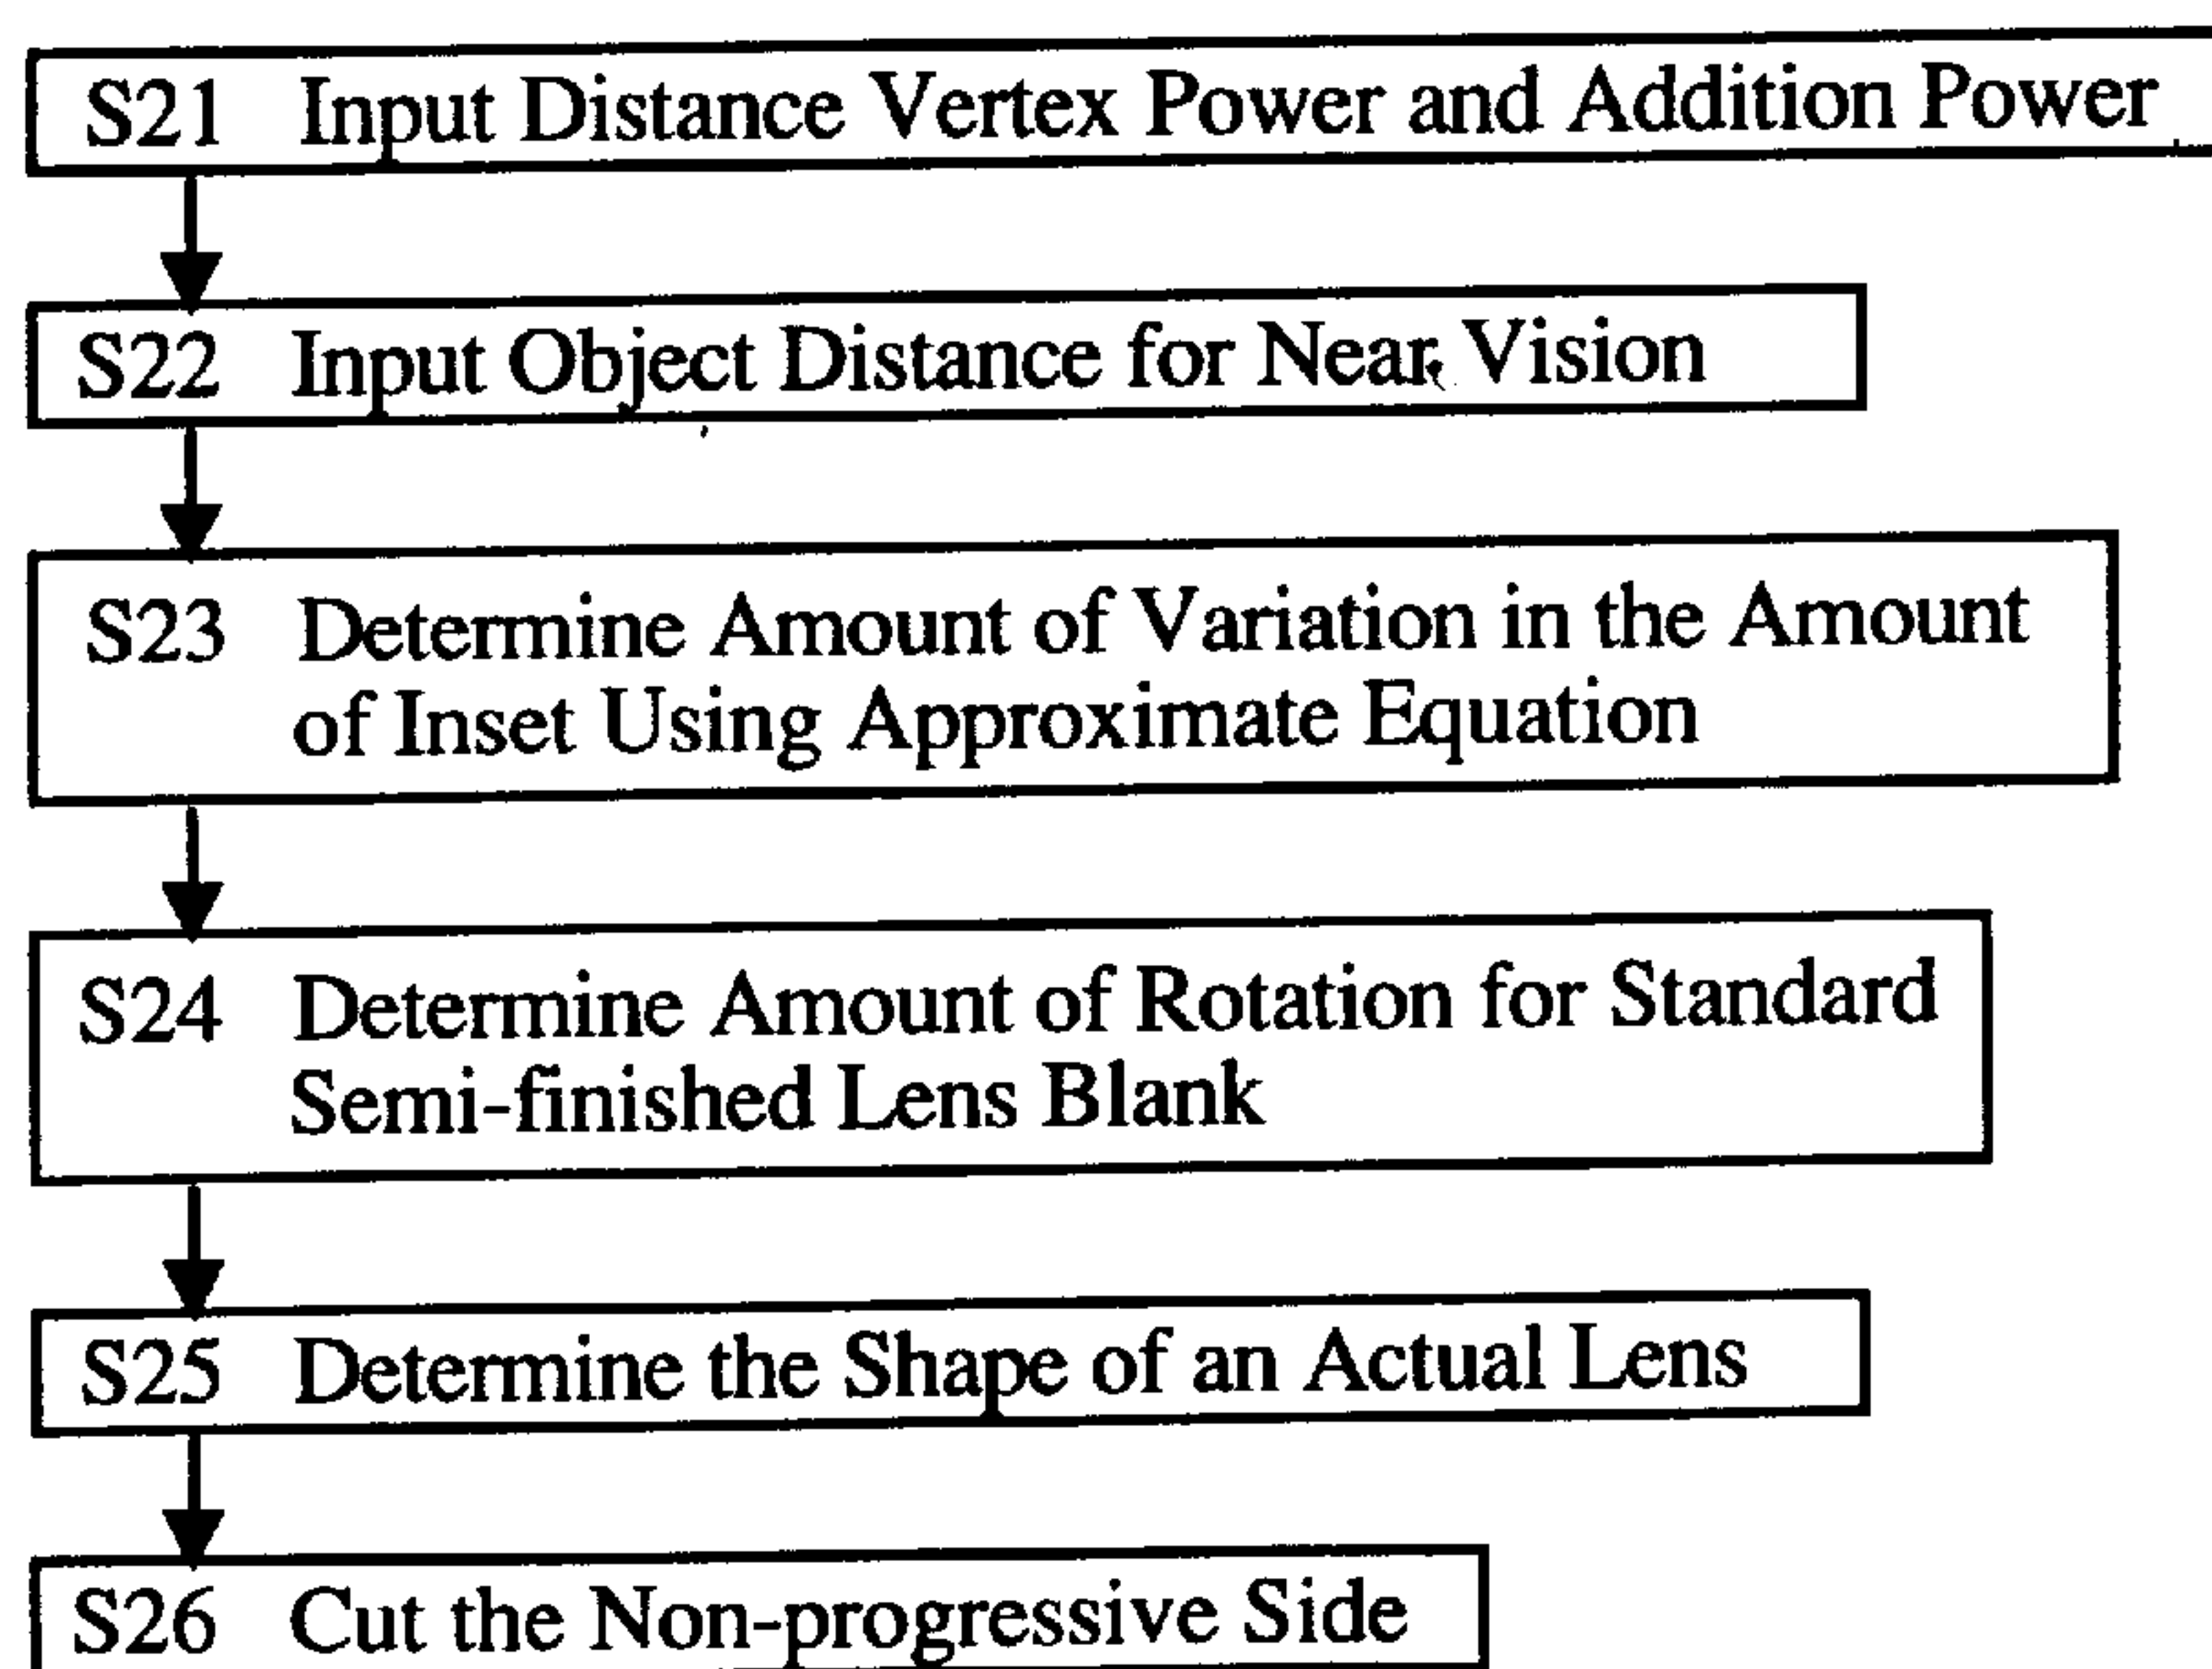 S21 Input Distance Vertex Power and Addition Power
S22 Input Object Distance for Near Vision
S23 Determine Amount of Variation in the Amount
of Inset Using Approximate Equation
S24 Determine Amount of Rotation for Standard
Semi-finished Lens Blank
S25 Determine the Shape of an Actual Lens
S26 Cut the Non-progressive Side